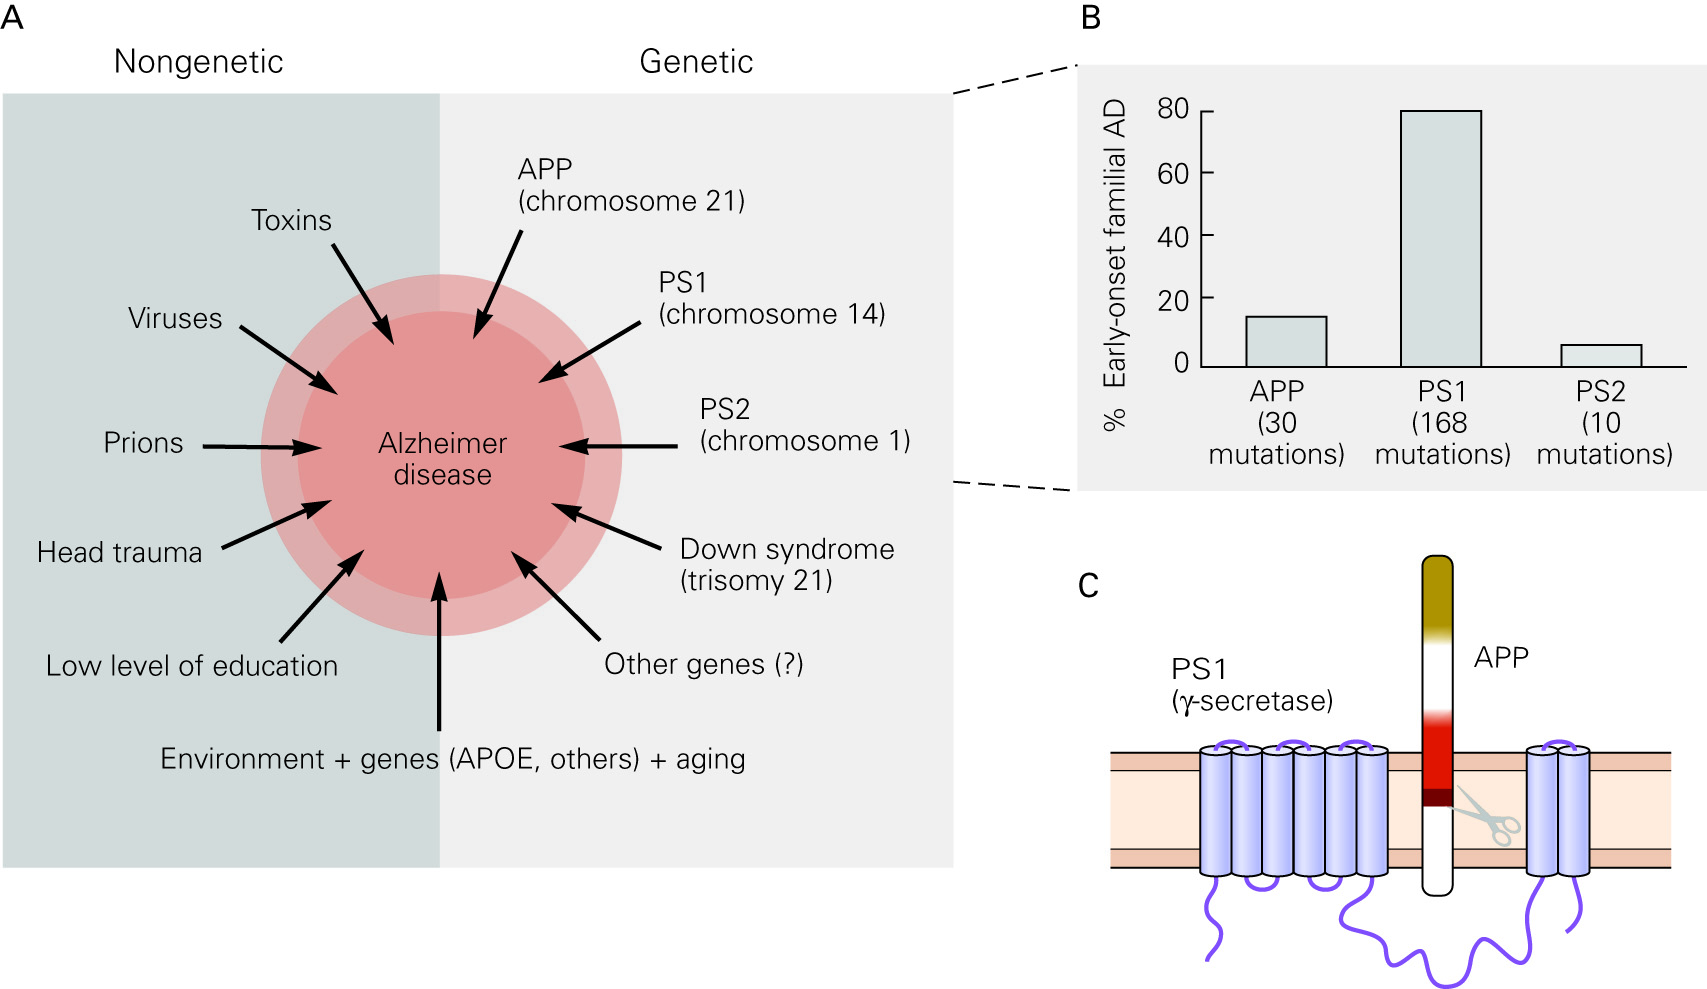 A
Nongenetic
Genetic
Toxins
Viruses
Prions
Head trauma
Low level of education
APP
(chromosome 21)
PS1
(chromosome 14)
PS2
(chromosome 1)
Down syndrome
(trisomy 21)
Other genes (?)
Alzheimer
disease
Environment + genes (APOE, others) + aging
B
% Early-onset familial AD
80
60
40
20
0
APP
(30
mutations)
PS1
(168
mutations)
PS2
(10
mutations)
C
PS1
(γ-secretase)
APP